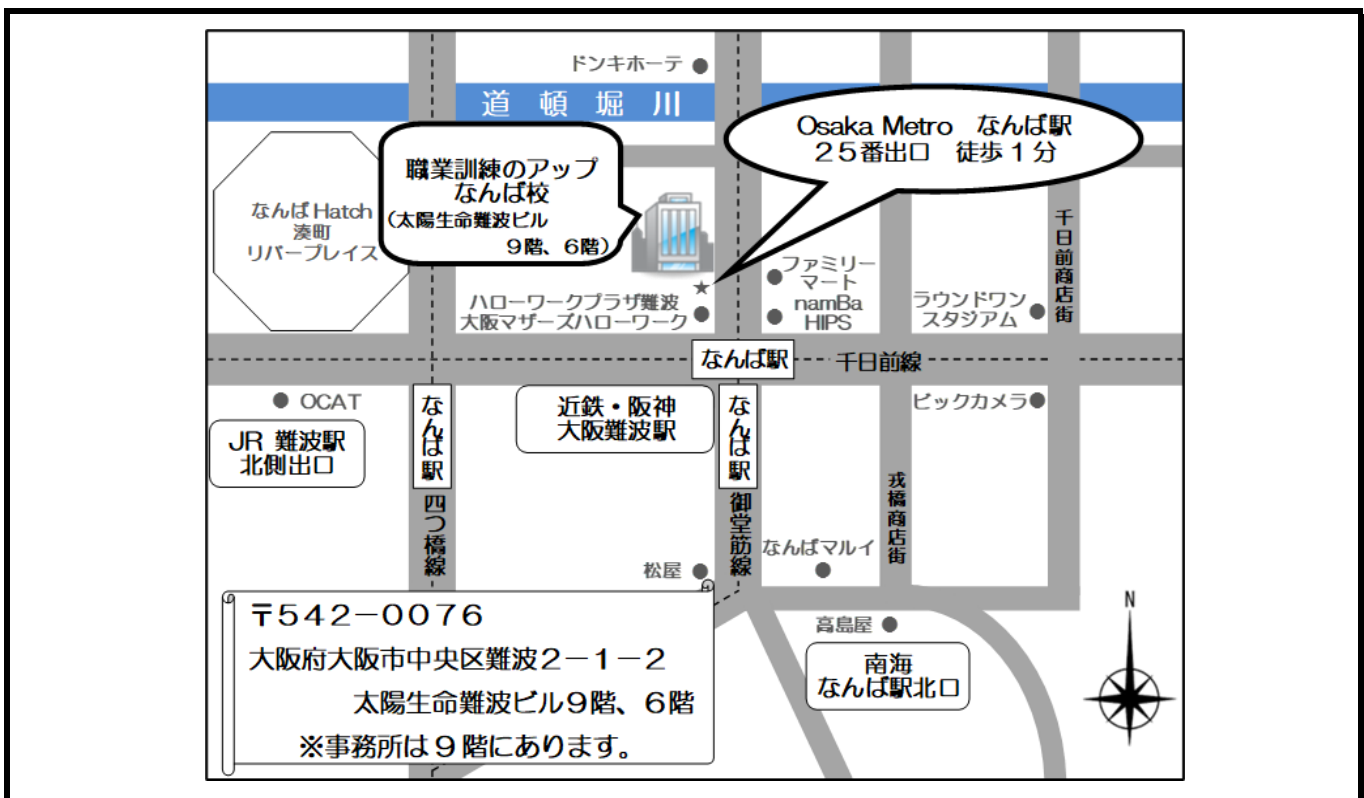 ドンキホーテ
道頓堀川
Osaka Metro なんば駅
25番出口 徒歩1分
職業訓練のアップ
なんば校
(太陽生命難波ビル
9階、6階)
なんばHatch
湊町
リバープレイス
千日前商店街
ファミリー
マート
namBa
HIPS
ラウンドワン
スタジアム
★
ハローワークプラザ難波
大阪マザーズハローワーク
なんば駅
千日前線
OCAT
JR 難波駅
北側出口
なんば駅
四つ橋線
近鉄・阪神
大阪難波駅
なんば駅
御堂筋線
ビックカメラ
戎橋商店街
なんばマルイ
松屋
高島屋
南海
なんば駅北口
N
〒542-0076
大阪府大阪市中央区難波2-1-2
太陽生命難波ビル9階、6階
※事務所は9階にあります。